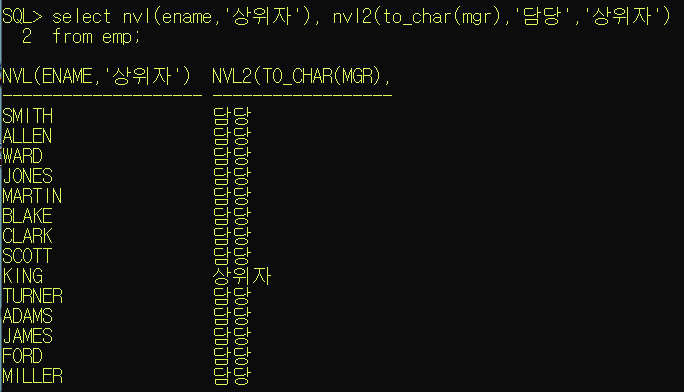 SQL> select nvl(ename,'상위자'), nvl2(to_char(mgr),'담당','상위자')
2 from emp;
NVL(ENAME,'상위자') NVL2(TO_CHAR(MGR),
-------------------- ------------------
SMITH 담당
ALLEN 담당
WARD 담당
JONES 담당
MARTIN 담당
BLAKE 담당
CLARK 담당
SCOTT 담당
KING 상위자
TURNER 담당
ADAMS 담당
JAMES 담당
FORD 담당
MILLER 담당